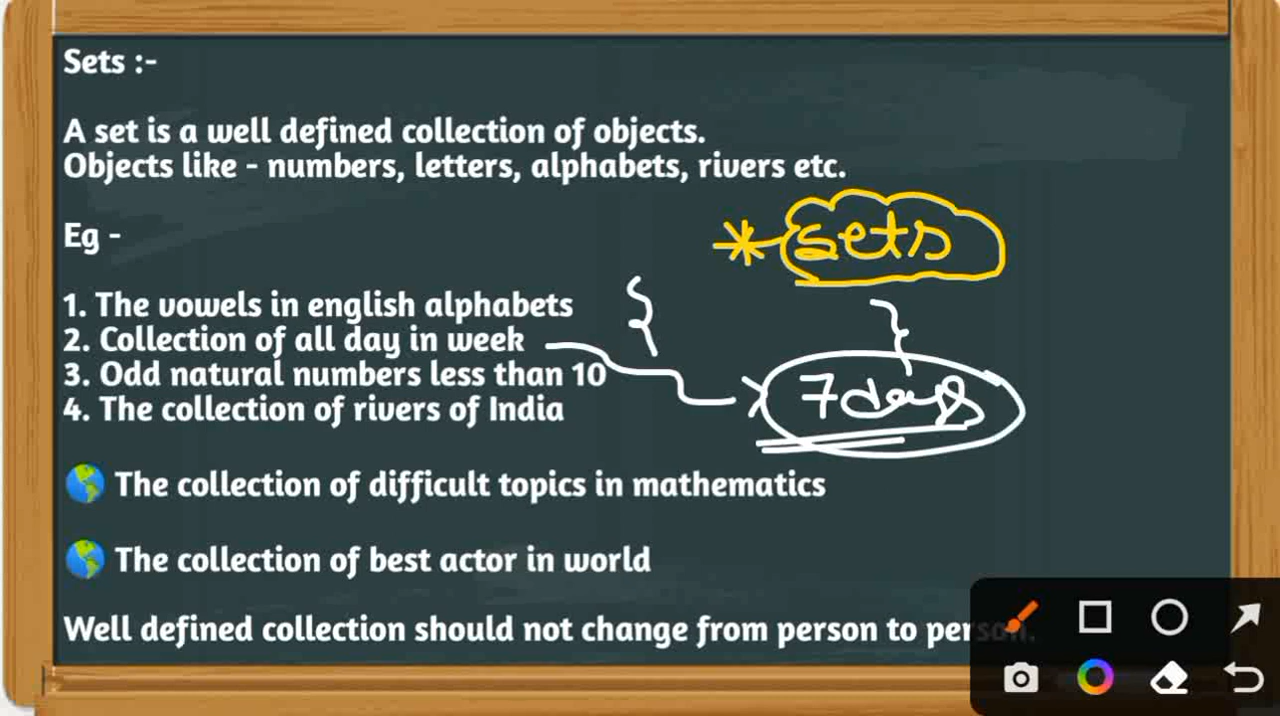 Sets :-
A set is a well defined collection of objects.
Objects like - numbers, letters, alphabets, rivers etc.
Eg -
* sets
1. The vowels in english alphabets
2. Collection of all day in week
3. Odd natural numbers less than 10
7days
4. The collection of rivers of India
🌎 The collection of difficult topics in mathematics
🌎 The collection of best actor in world
Well defined collection should not change from person to person.